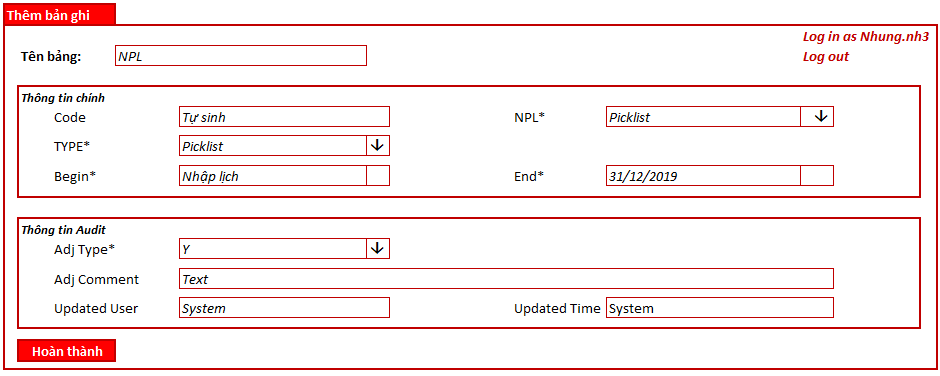 Thêm bản ghi
Log in as Nhung.nh3
Tên bảng: NPL Log out
Thông tin chính
Code Tự sinh NPL* Picklist
TYPE* Picklist
Begin* Nhập lịch End* 31/12/2019
Thông tin Audit
Adj Type* Y
Adj Comment Text
Updated User System Updated Time System
Hoàn thành